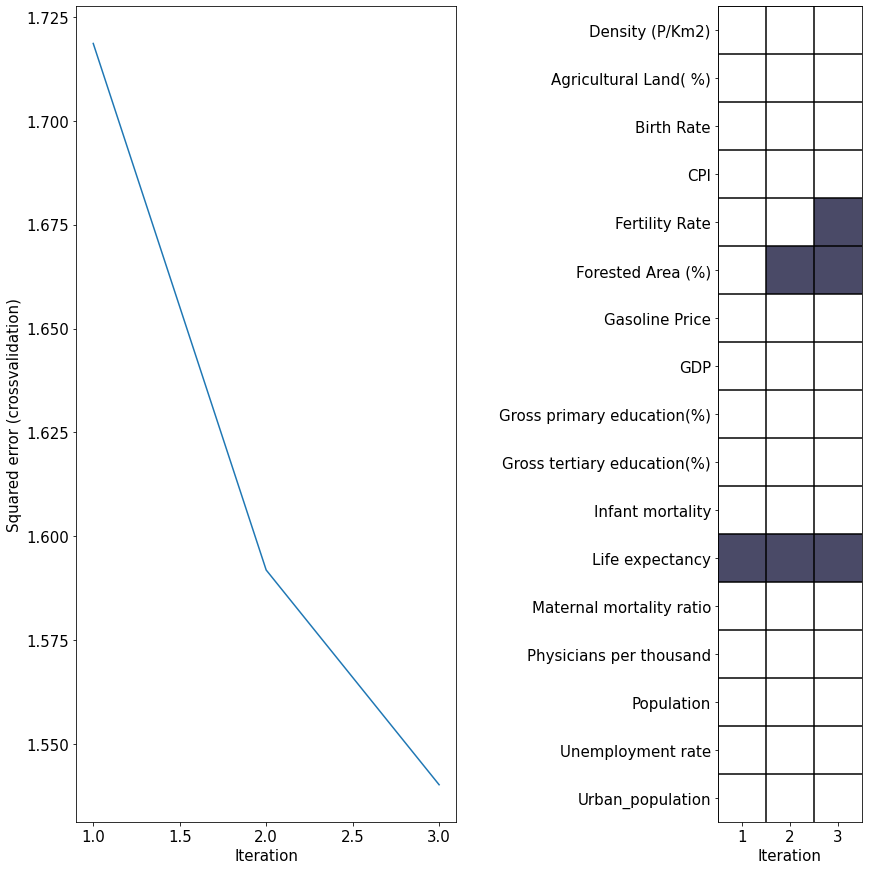 1.725
1.700
1.675
1.650
1.625
1.600
1.575
1.550
Squared error (crossvalidation)
1.0 1.5 2.0 2.5 3.0
Iteration
Density (P/Km2)
Agricultural Land( %)
Birth Rate
CPI
Fertility Rate
Forested Area (%)
Gasoline Price
GDP
Gross primary education(%)
Gross tertiary education(%)
Infant mortality
Life expectancy
Maternal mortality ratio
Physicians per thousand
Population
Unemployment rate
Urban_population
1 2 3
Iteration